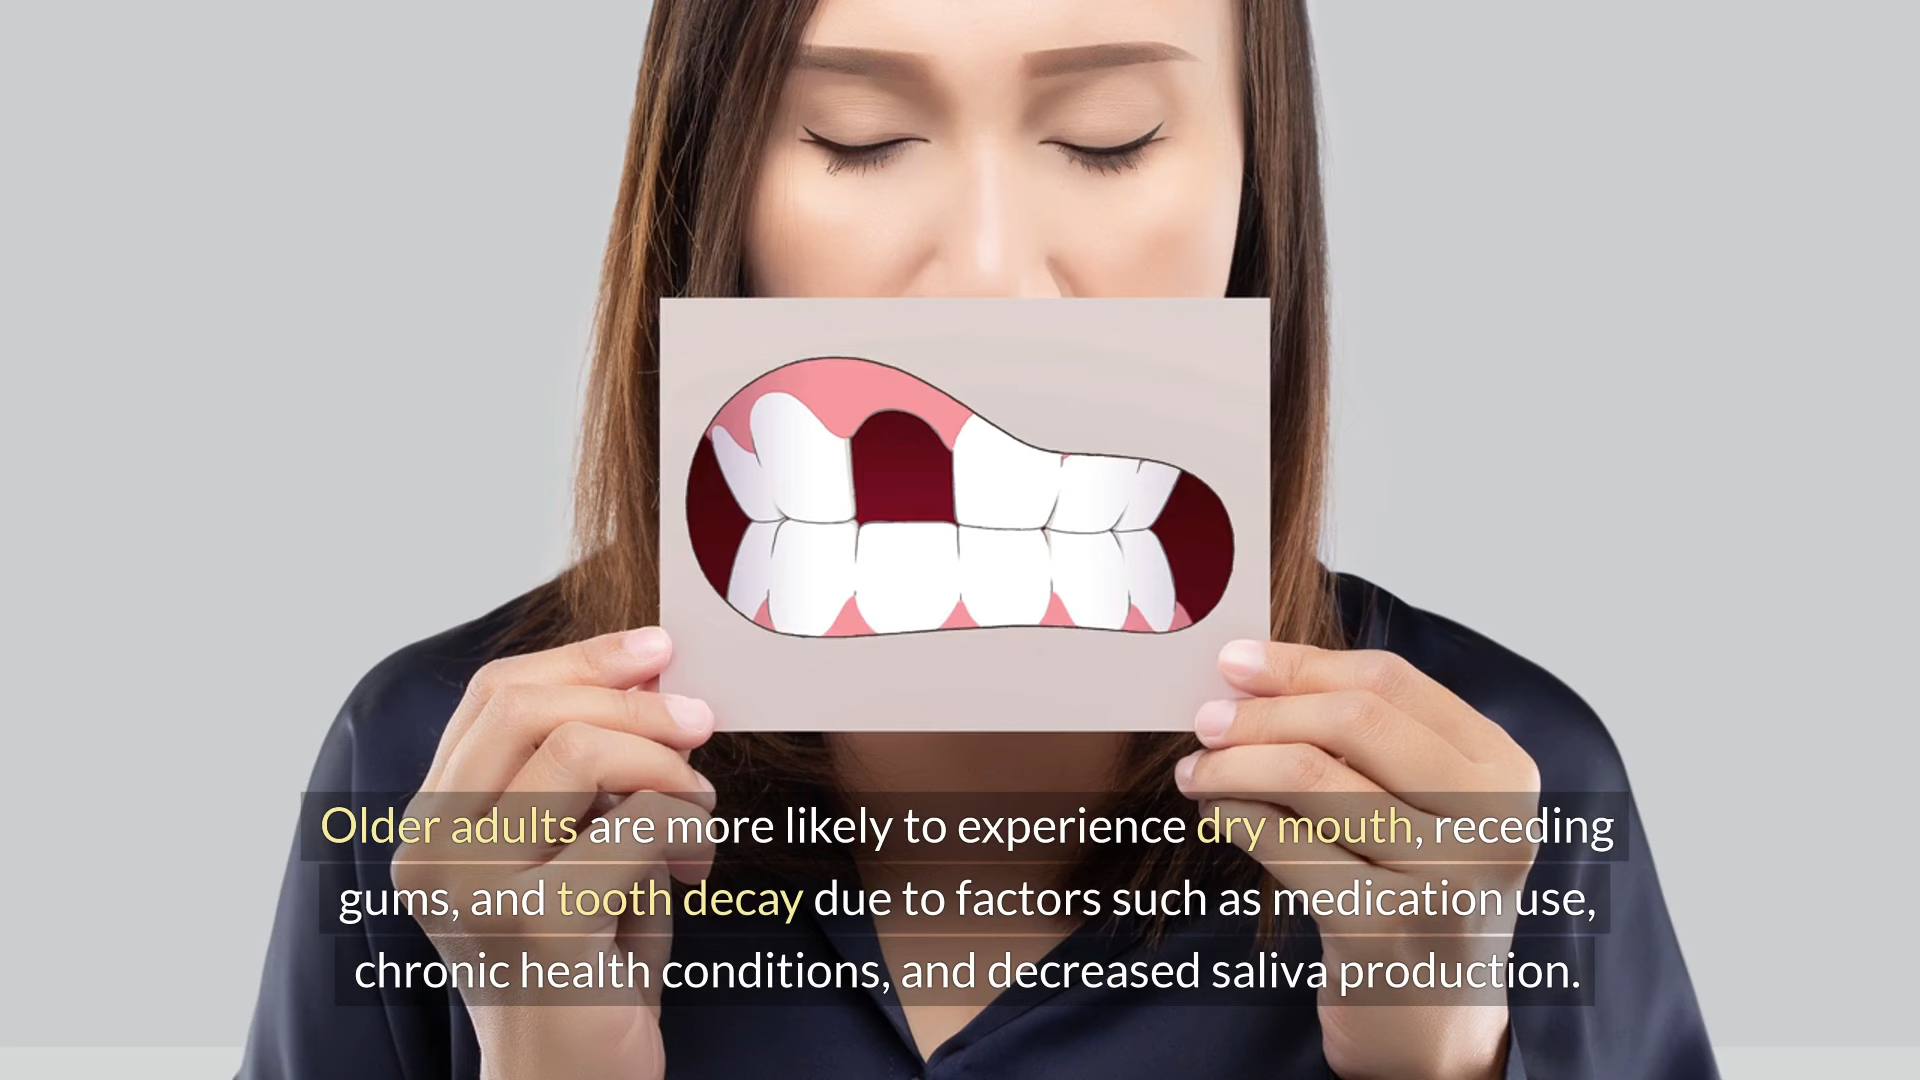 Older adults are more likely to experience dry mouth, receding
gums, and tooth decay due to factors such as medication use,
chronic health conditions, and decreased saliva production.